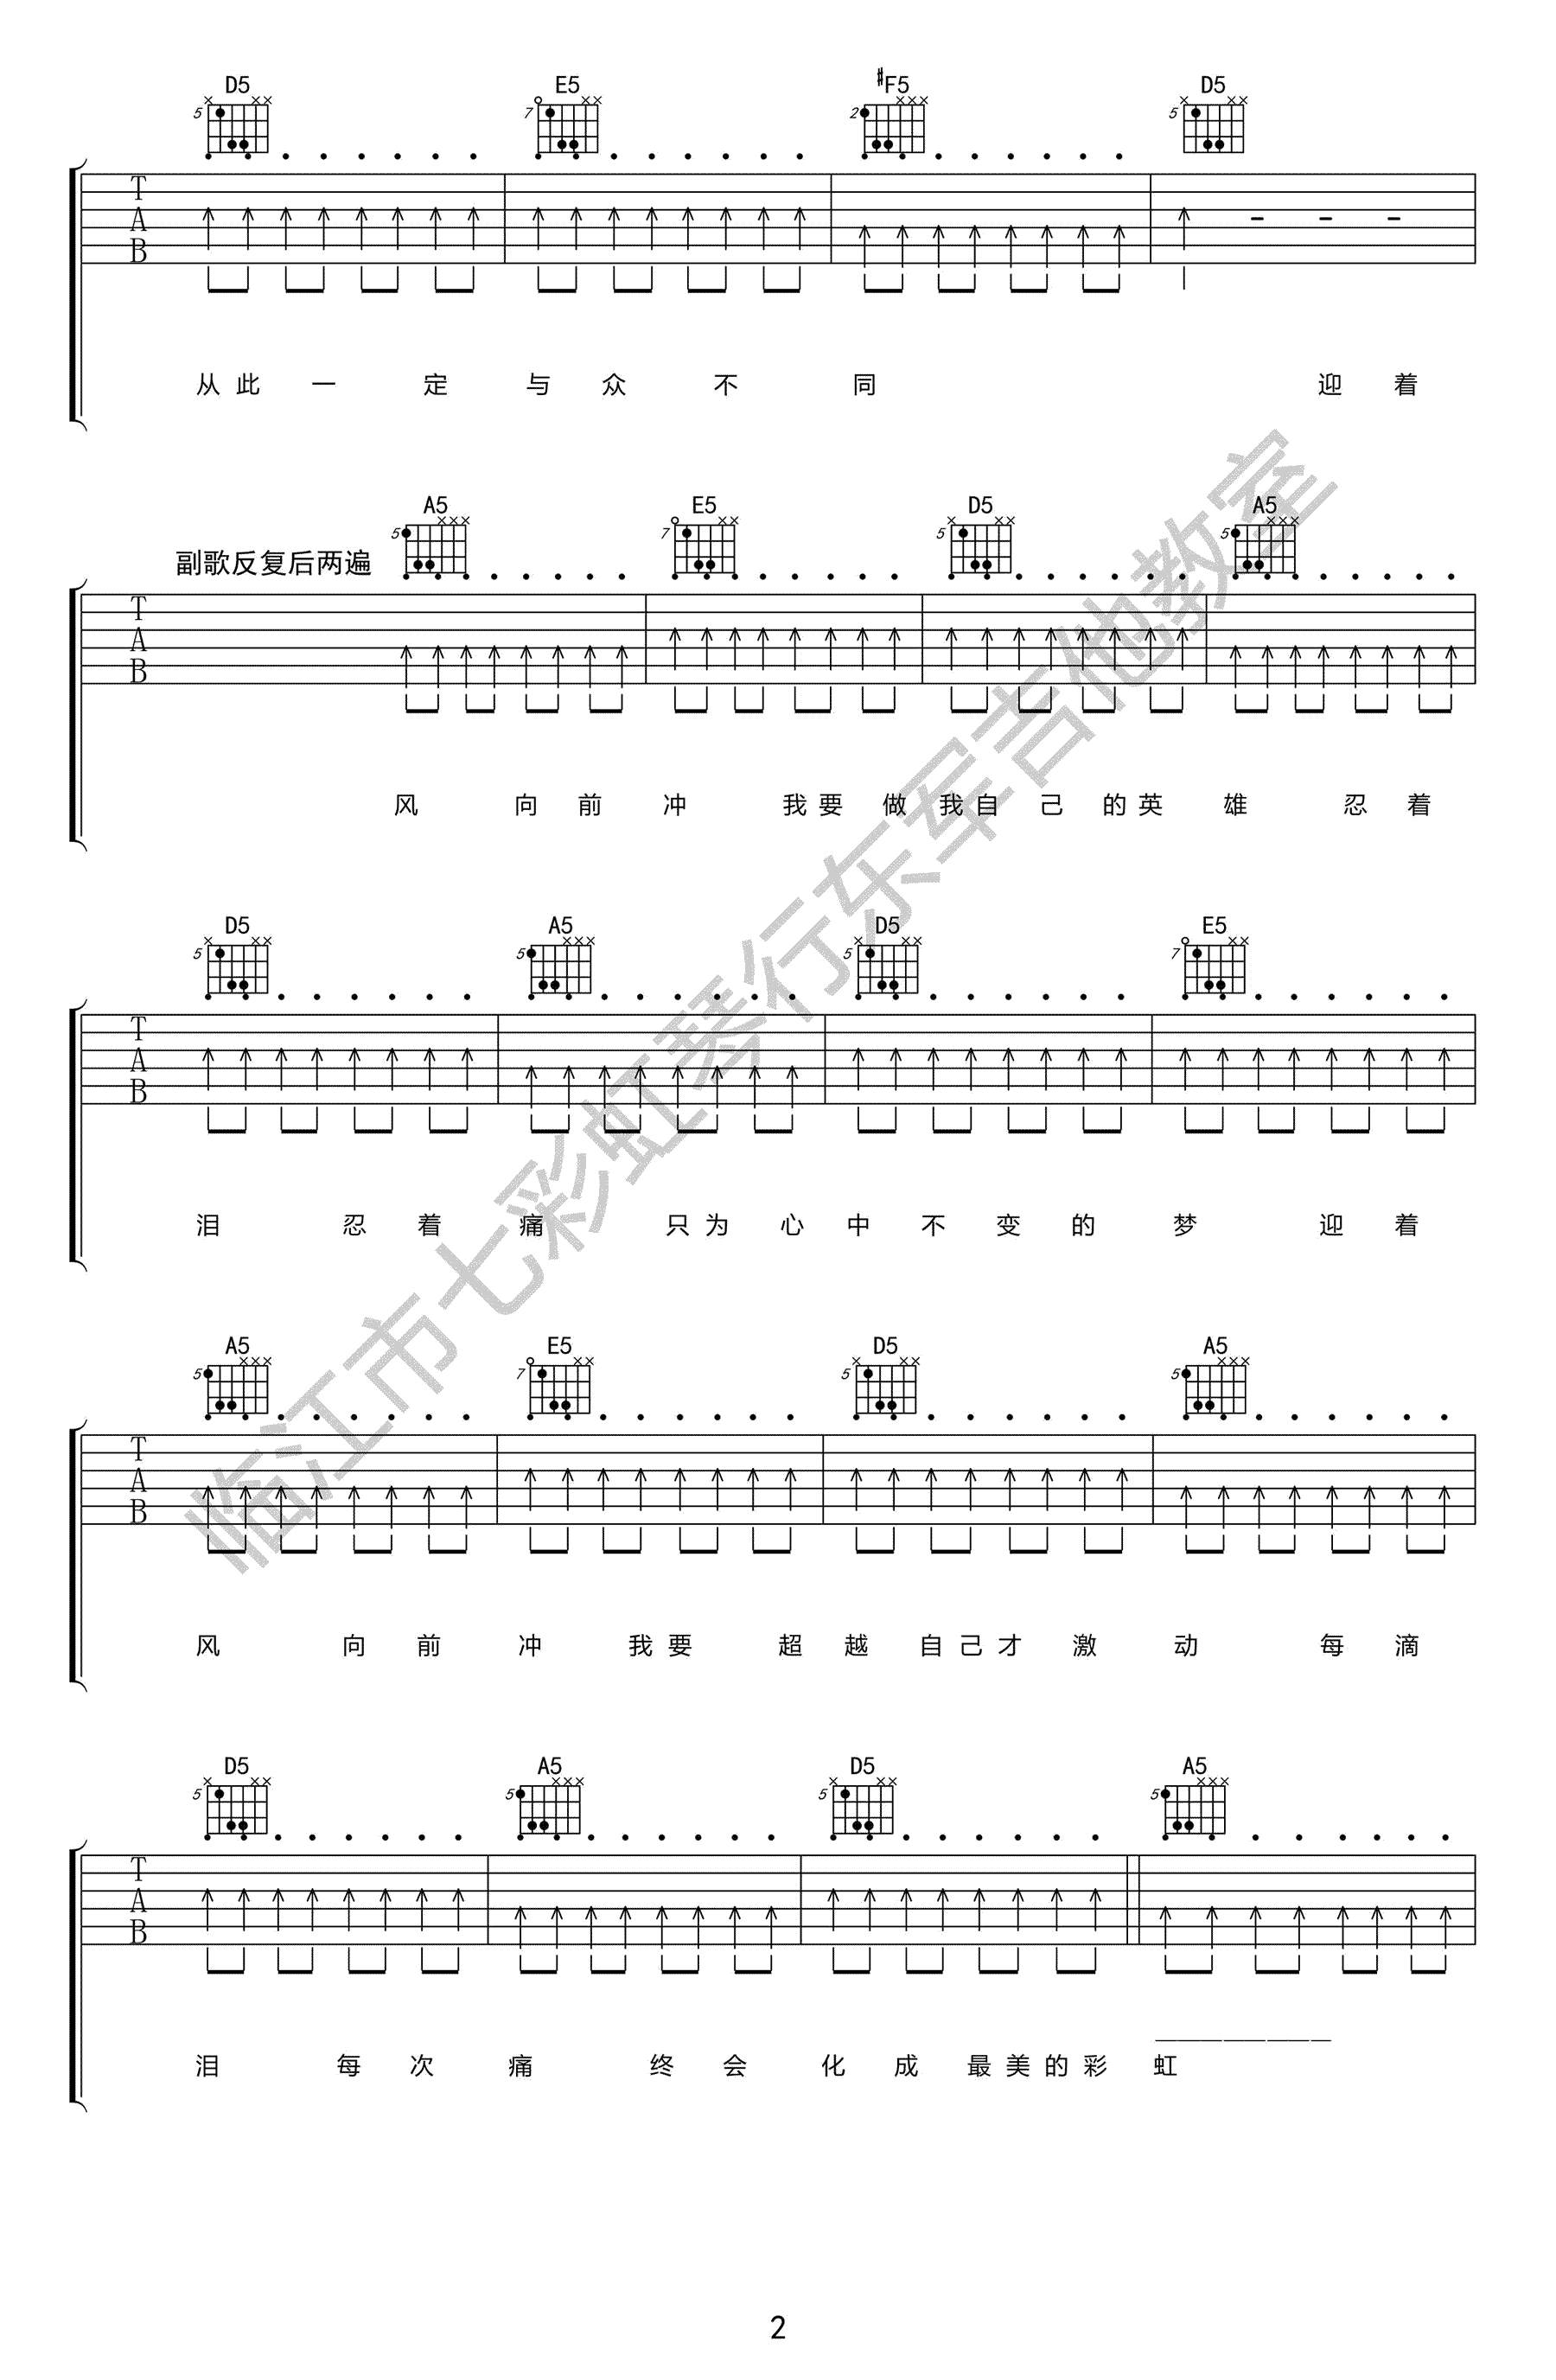 D5 E5 #F5 D5
5 7 2 5
T
A
B
从此一定与众不同 迎着
A5 E5 D5 A5
副歌反复后两遍
5 7 5 5
T
A
B
风 向前冲 我要做我自己的英雄 忍着
D5 A5 D5 E5
5 5 5 7
T
A
B
泪 忍着痛 只为心中不变的梦 迎着
A5 E5 D5 A5
5 7 5 5
T
A
B
风 向前冲 我要超越自己才激动 每滴
D5 A5 D5 A5
5 5 5 5
T
A
B
泪 每次痛 终会化成最美的彩虹
临江市七彩虹琴行东军吉他教室
2